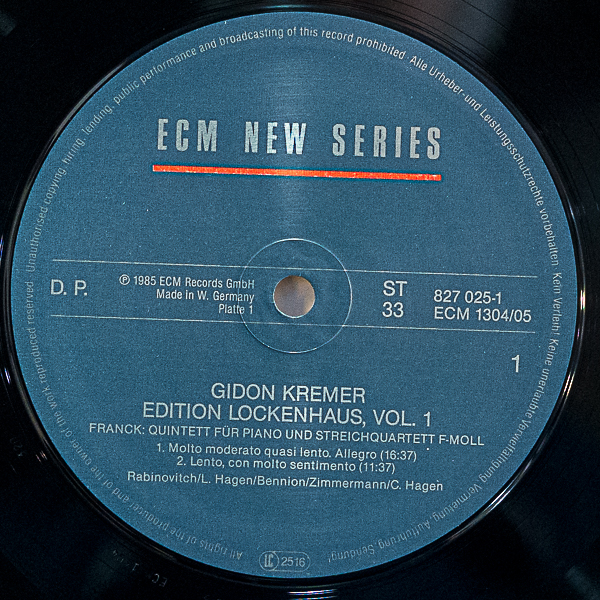 All rights of the producer and of the owner of the work reproduced reserved. Unauthorised copying, hiring, lending, public performance and broadcasting of this record prohibited. Alle Urheber- und Leistungsschutzrechte vorbehalten. Kein Verleih! Keine unerlaubte Vervielfältigung, Vermietung, Aufführung, Sendung!
ECM NEW SERIES
D. P.
℗ 1985 ECM Records GmbH
Made in W. Germany
Platte 1
ST
33
827 025-1
ECM 1304/05
1
GIDON KREMER
EDITION LOCKENHAUS, VOL. 1
FRANCK: QUINTETT FÜR PIANO UND STREICHQUARTETT F-MOLL
1. Molto moderato quasi lento. Allegro (16:37)
2. Lento, con molto sentimento (11:37)
Rabinovitch/L. Hagen/Bennion/Zimmermann/C. Hagen
LC 2516